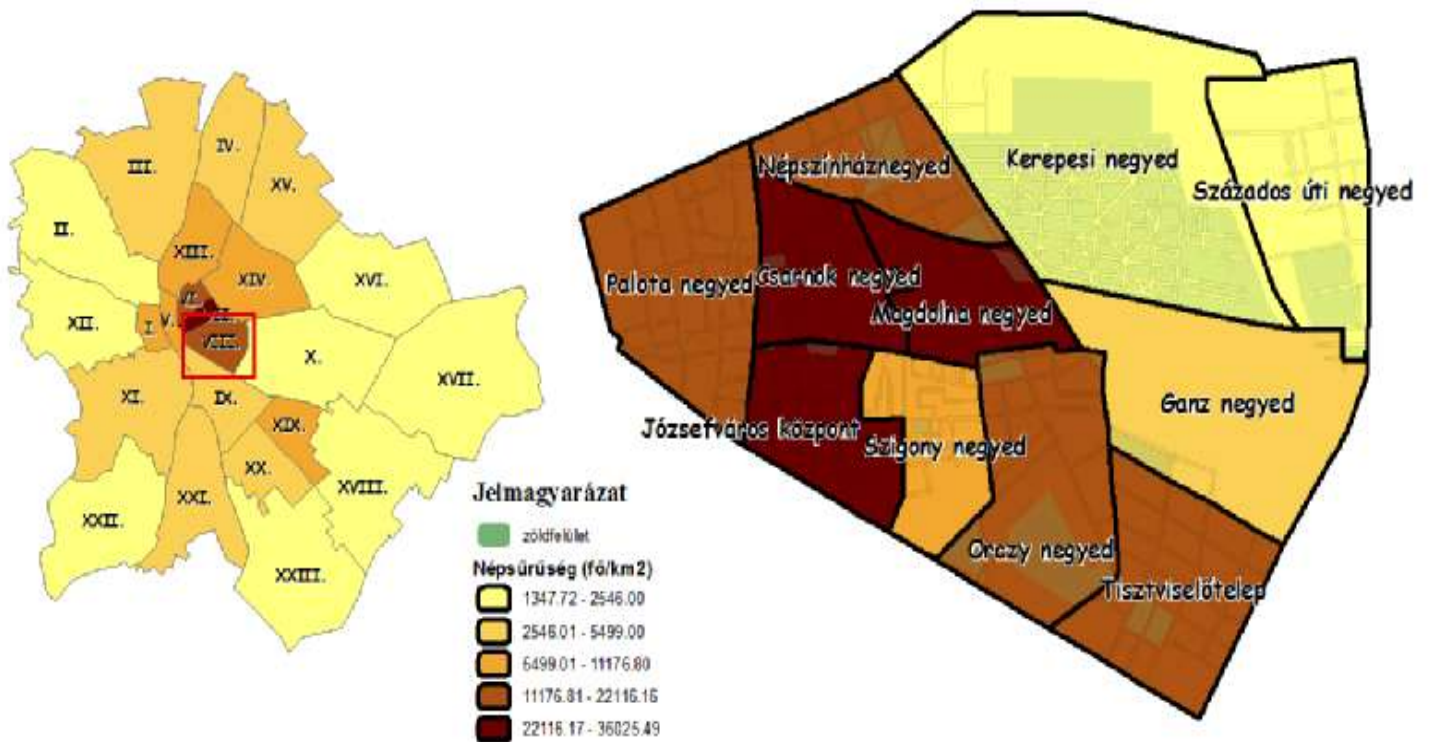 III.
IV.
XV.
II.
XIII.
XIV.
XVI.
VI.
XII.
I.
V.
VIII.
X.
XVII.
XI.
IX.
XIX.
XX.
XVIII.
XXI.
XXII.
XXIII.
Jelmagyarázat
zöldfelület
Népsűrűség (fő/km2)
1347.72 - 2546.00
2546.01 - 5499.00
5499.01 - 11176.80
11176.81 - 22116.16
22116.17 - 36025.49
Népszínháznegyed
Kerepesi negyed
Százados úti negyed
Palota negyed
Csarnok negyed
Magdolna negyed
Ganz negyed
Józsefváros központ
Szigony negyed
Orczy negyed
Tisztviselőtelep